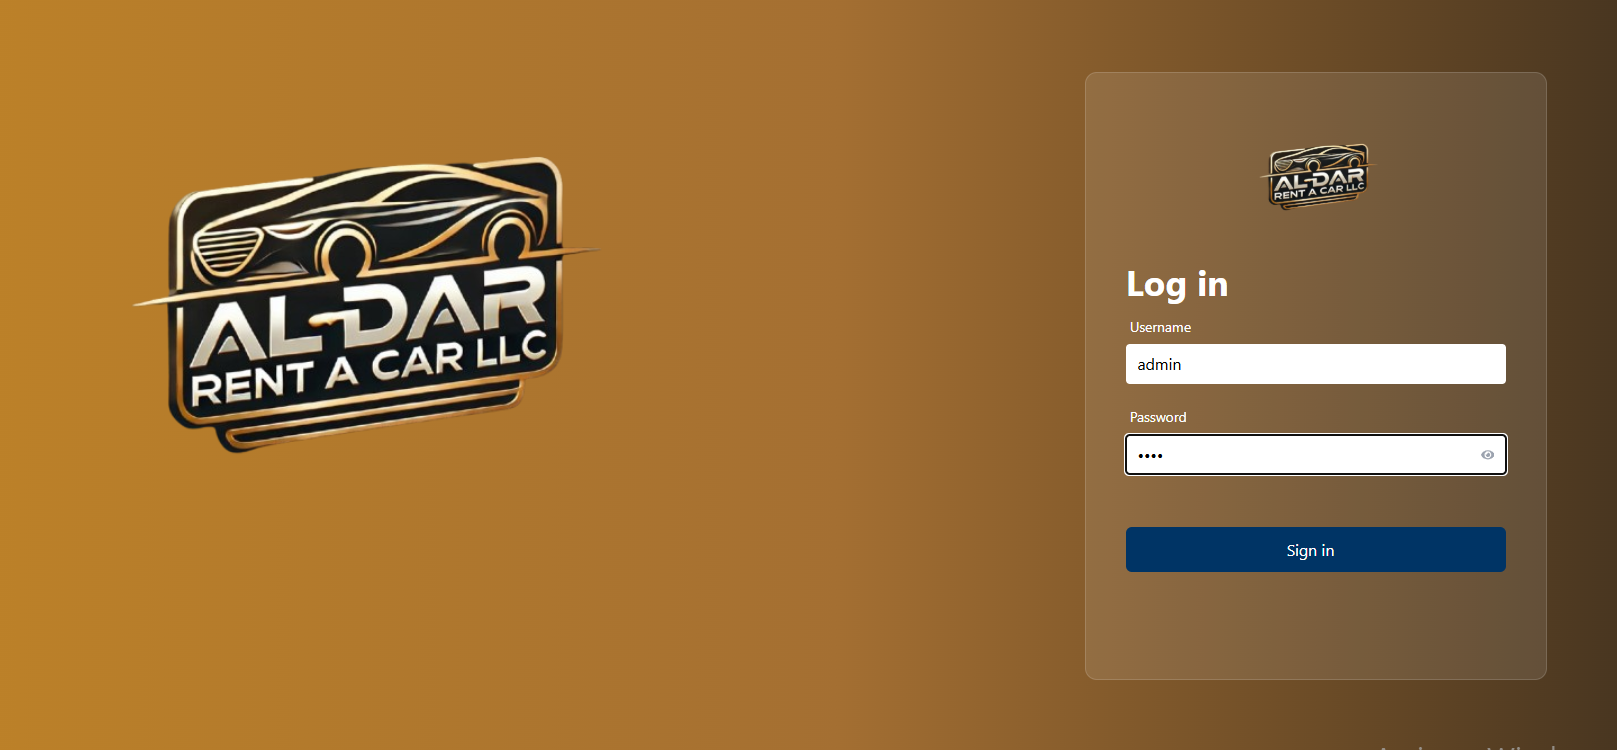 AL-DAR
RENT A CAR LLC
AL-DAR
RENT A CAR LLC
Log in
Username
admin
Password
••••
Sign in